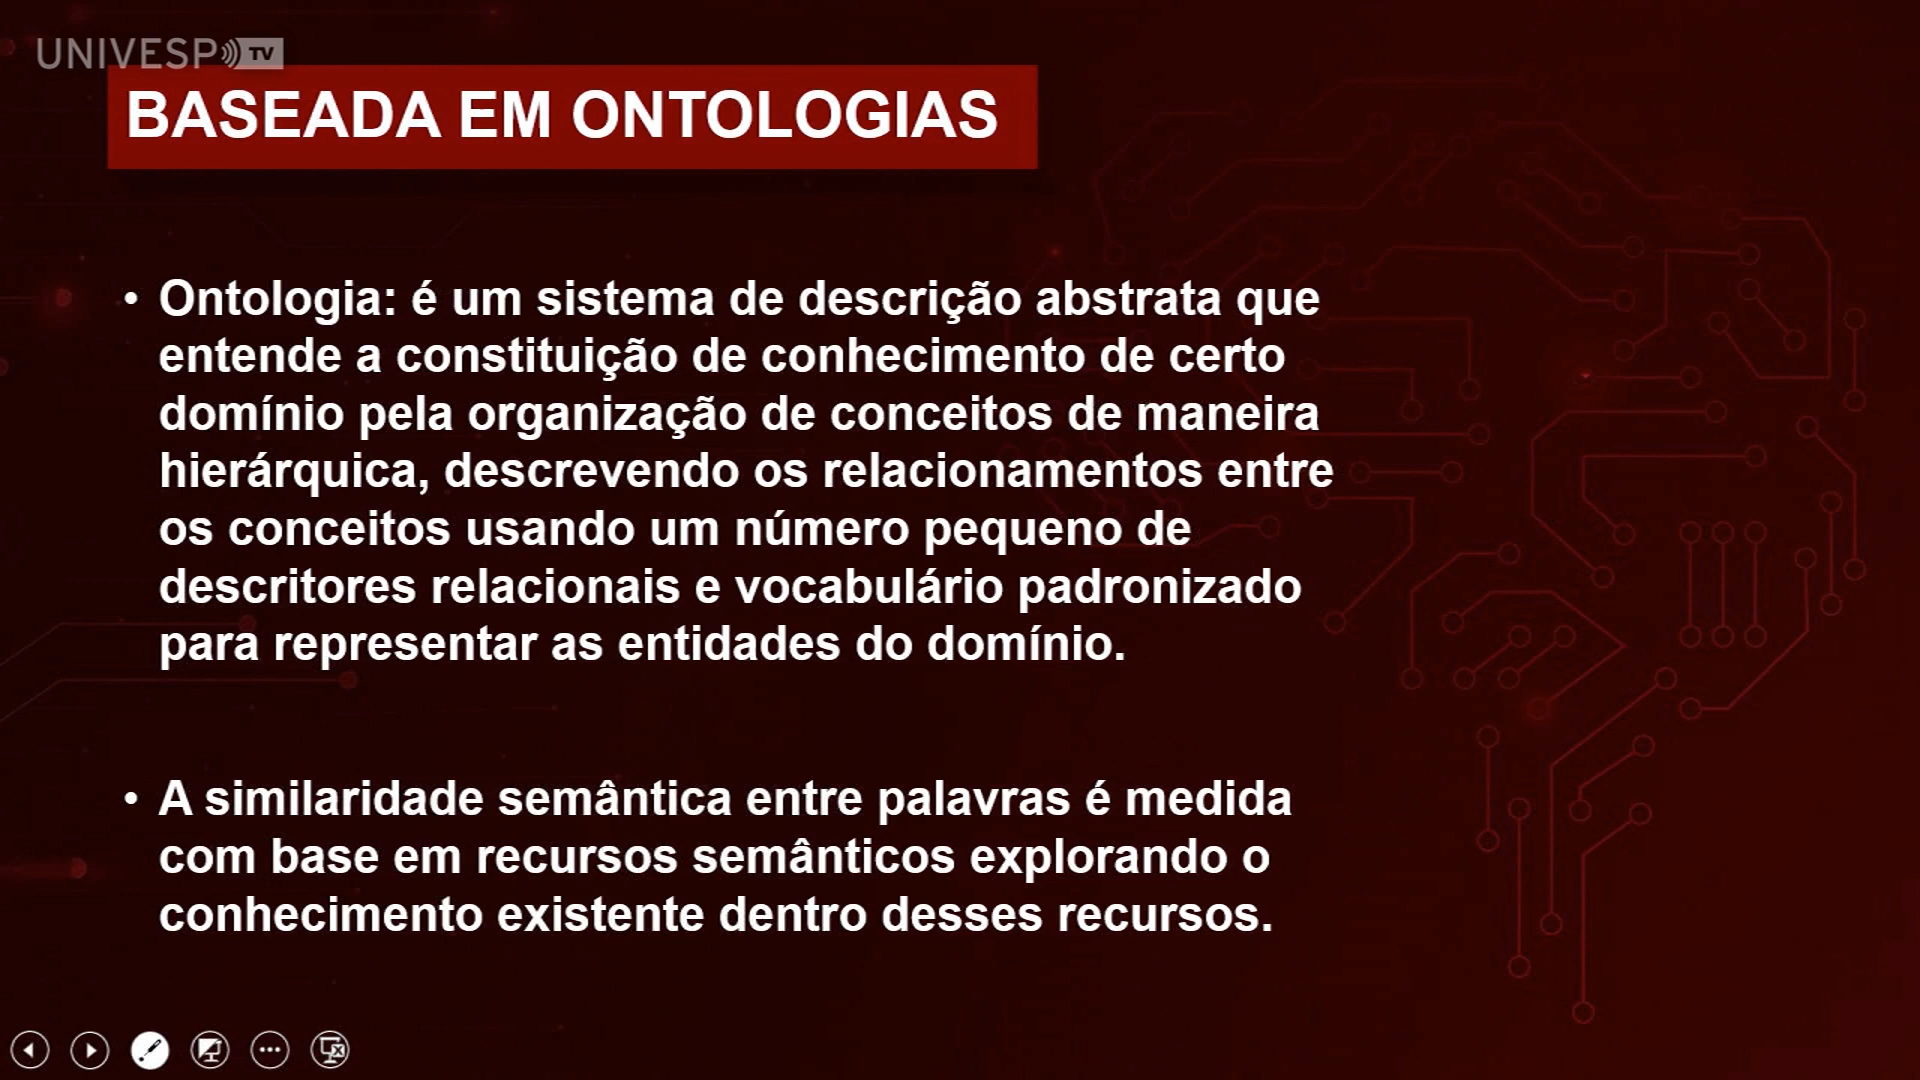 UNIVESP TV
BASEADA EM ONTOLOGIAS
• Ontologia: é um sistema de descrição abstrata que
entende a constituição de conhecimento de certo
domínio pela organização de conceitos de maneira
hierárquica, descrevendo os relacionamentos entre
os conceitos usando um número pequeno de
descritores relacionais e vocabulário padronizado
para representar as entidades do domínio.
• A similaridade semântica entre palavras é medida
com base em recursos semânticos explorando o
conhecimento existente dentro desses recursos.